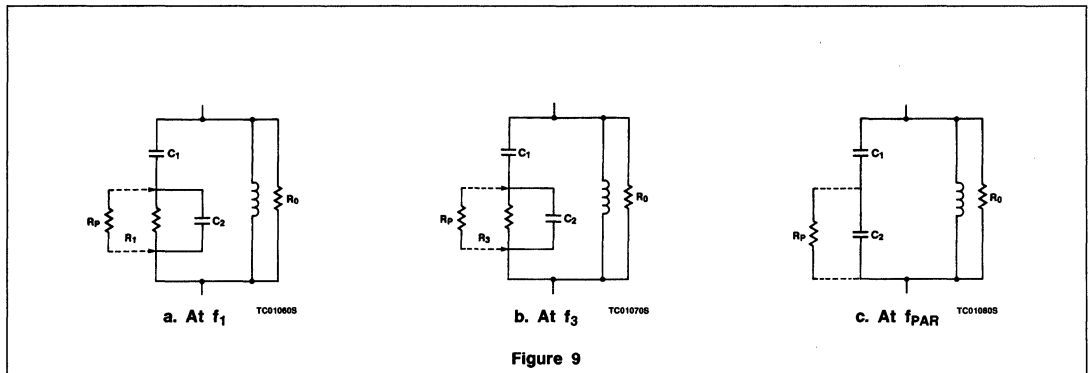 C1
RP
R1
C2
R0
a. At f1
TC01060S
C1
RP
R3
C2
R0
b. At f3
TC01070S
C1
RP
C2
R0
c. At fPAR
TC01080S
Figure 9